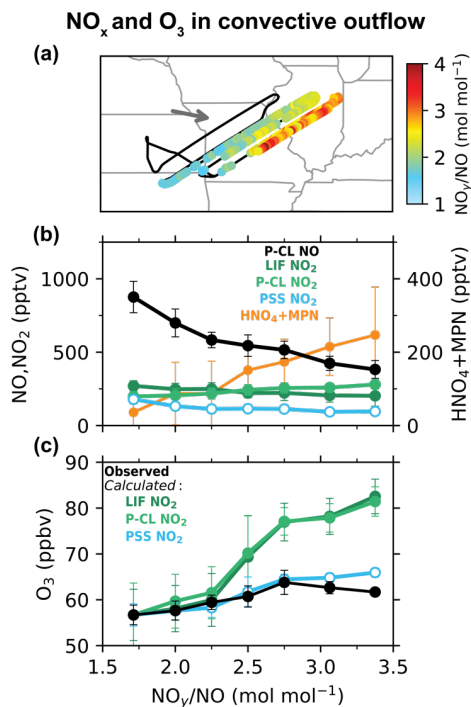 NOx and O3 in convective outflow
(a)
4
3
2
1
NOy/NO (mol mol−1)
(b)
P-CL NO
LIF NO2
P-CL NO2
PSS NO2
HNO4+MPN
1000
500
0
NO,NO2 (pptv)
400
200
0
HNO4+MPN (pptv)
(c)
Observed
Calculated:
LIF NO2
P-CL NO2
PSS NO2
90
80
70
60
50
O3 (ppbv)
1.5 2.0 2.5 3.0 3.5
NOy/NO (mol mol−1)